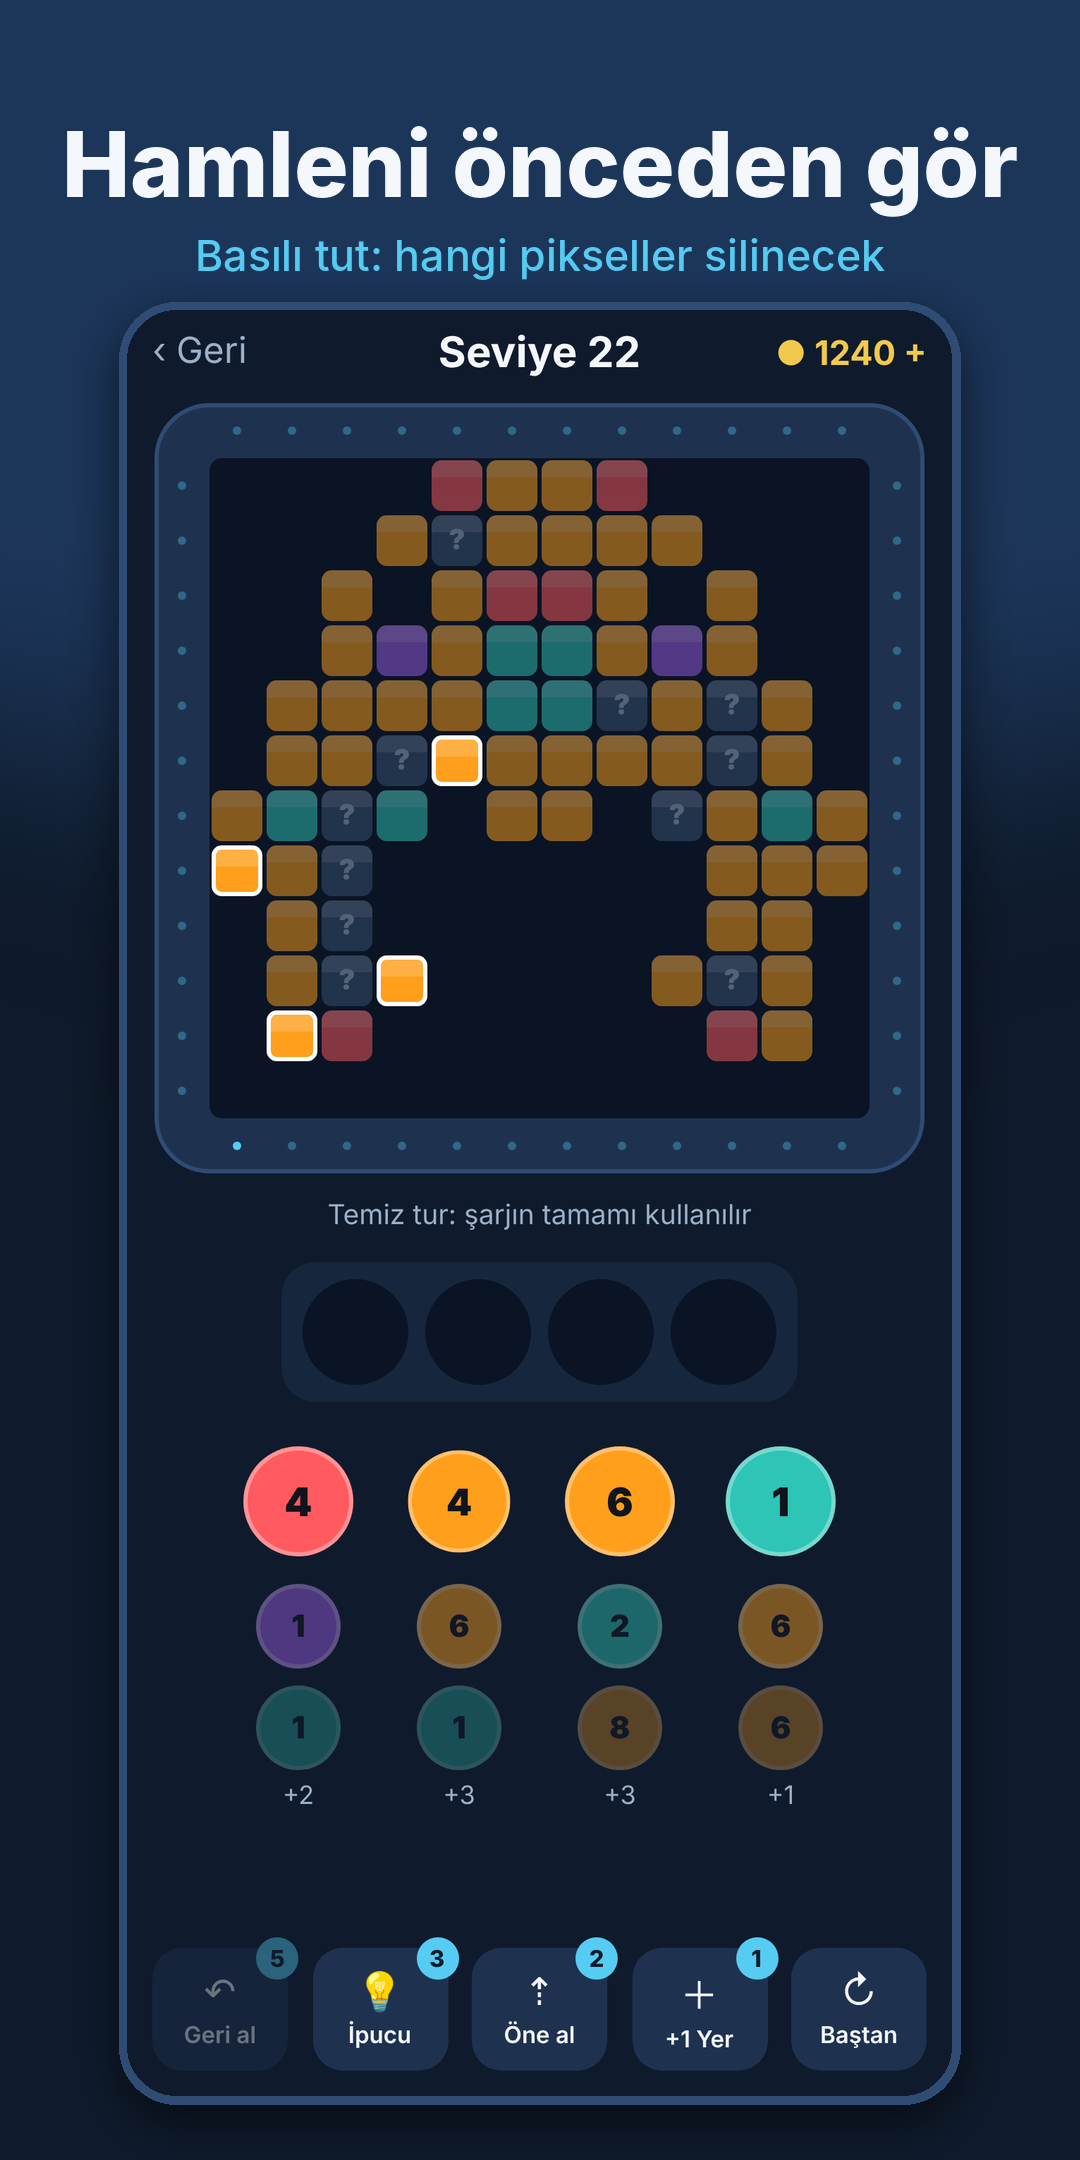 Hamleni önceden gör
Basılı tut: hangi pikseller silinecek
‹ Geri
Seviye 22
1240 +
?
? ?
? ?
? ?
?
?
? ?
Temiz tur: şarjın tamamı kullanılır
4 4 6 1
1 6 2 6
1 1 8 6
+2 +3 +3 +1
5 3 2 1
Geri al İpucu Öne al +1 Yer Baştan